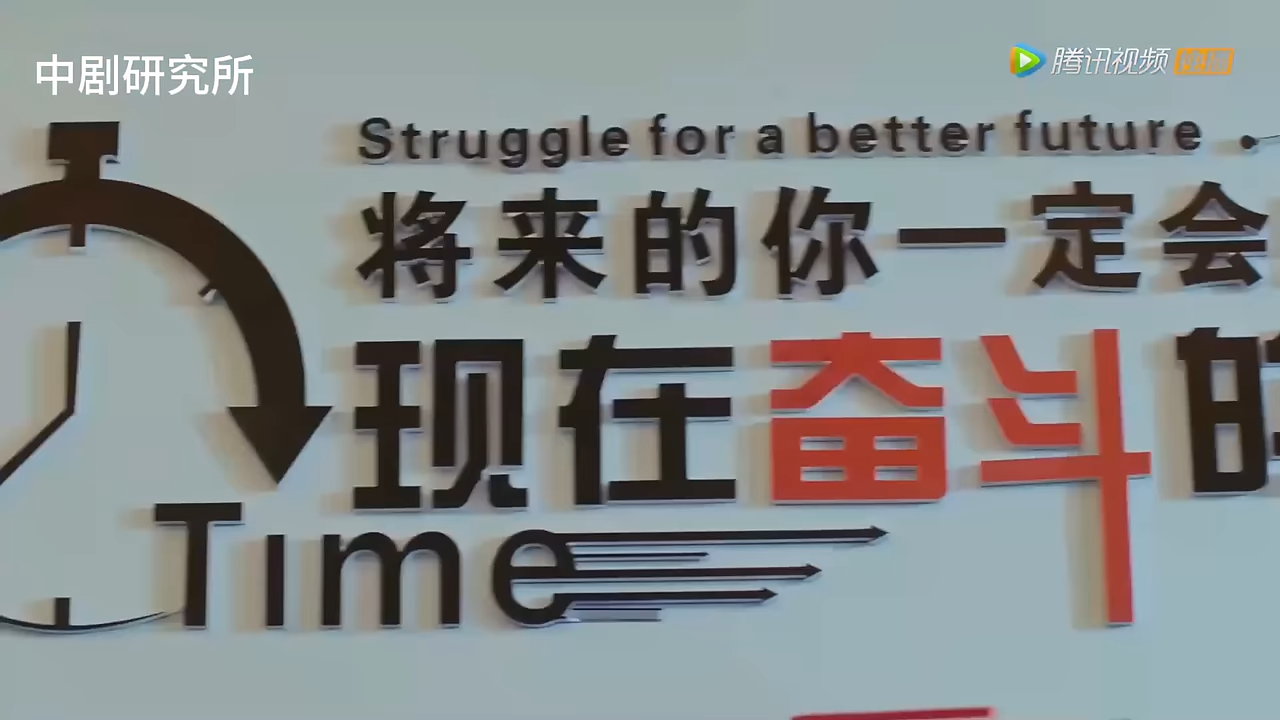 中剧研究所
腾讯视频
Struggle for a better future .
将来的你一定会
现在奋斗的
Time